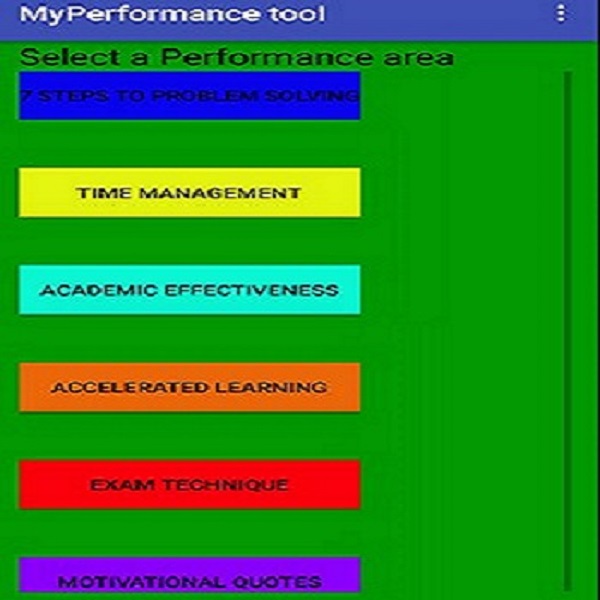 MyPerformance tool
Select a Performance area
7 STEPS TO PROBLEM SOLVING
TIME MANAGEMENT
ACADEMIC EFFECTIVENESS
ACCELERATED LEARNING
EXAM TECHNIQUE
MOTIVATIONAL QUOTES